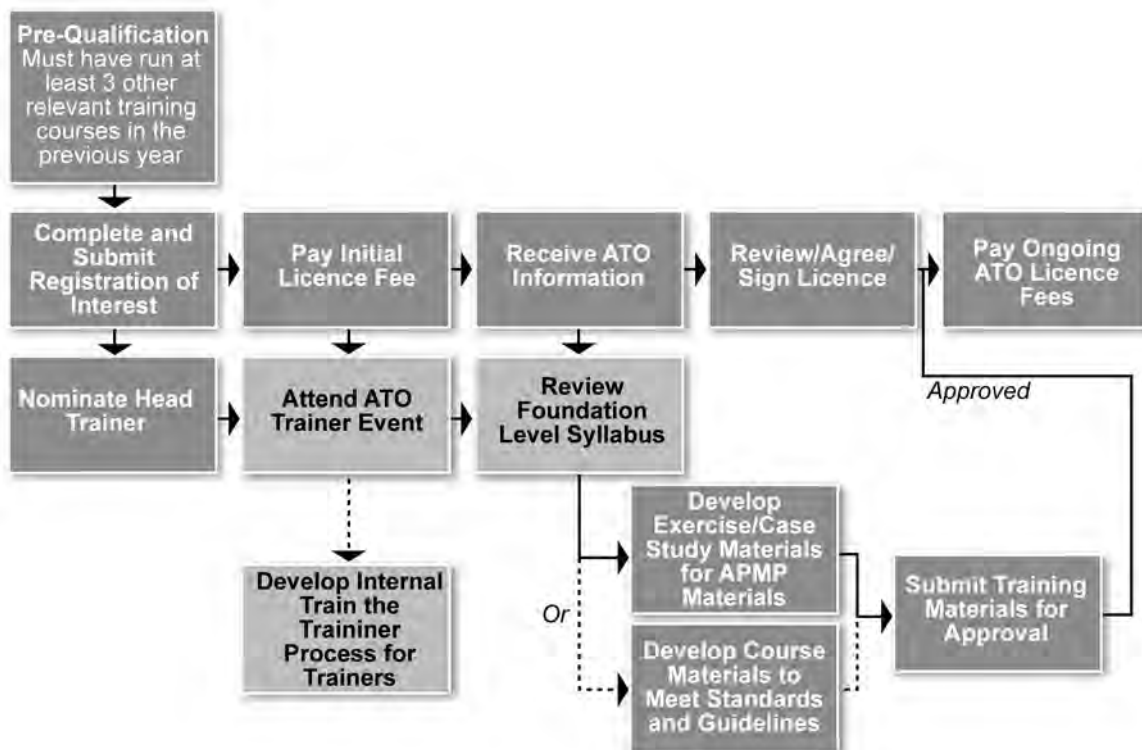 Pre-Qualification
Must have run at
least 3 other
relevant training
courses in the
previous year
Complete and
Submit
Registration of
Interest
Pay Initial
Licence Fee
Receive ATO
Information
Review/Agree/
Sign Licence
Pay Ongoing
ATO Licence
Fees
Nominate Head
Trainer
Attend ATO
Trainer Event
Review
Foundation
Level Syllabus
Approved
Develop Internal
Train the
Traininer
Process for
Trainers
Or
Develop
Exercise/Case
Study Materials
for APMP
Materials
Develop Course
Materials to
Meet Standards
and Guidelines
Submit Training
Materials for
Approval